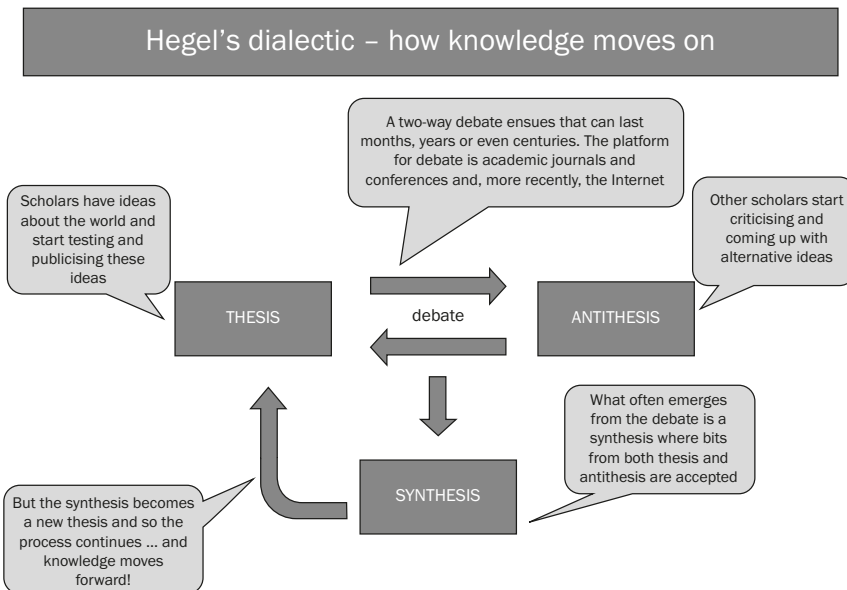 Hegel's dialectic – how knowledge moves on
A two-way debate ensues that can last
months, years or even centuries. The platform
for debate is academic journals and
conferences and, more recently, the Internet
Scholars have ideas
about the world and
start testing and
publicising these
ideas
Other scholars start
criticising and
coming up with
alternative ideas
THESIS
debate
ANTITHESIS
What often emerges
from the debate is a
synthesis where bits
from both thesis and
antithesis are accepted
SYNTHESIS
But the synthesis becomes
a new thesis and so the
process continues ... and
knowledge moves
forward!